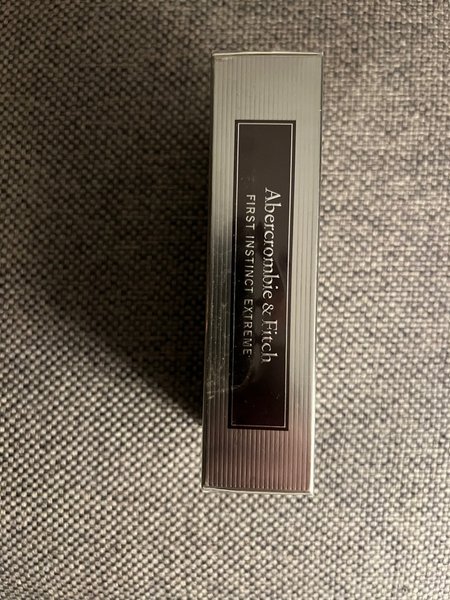 Abercrombie & Fitch
FIRST INSTINCT EXTREME